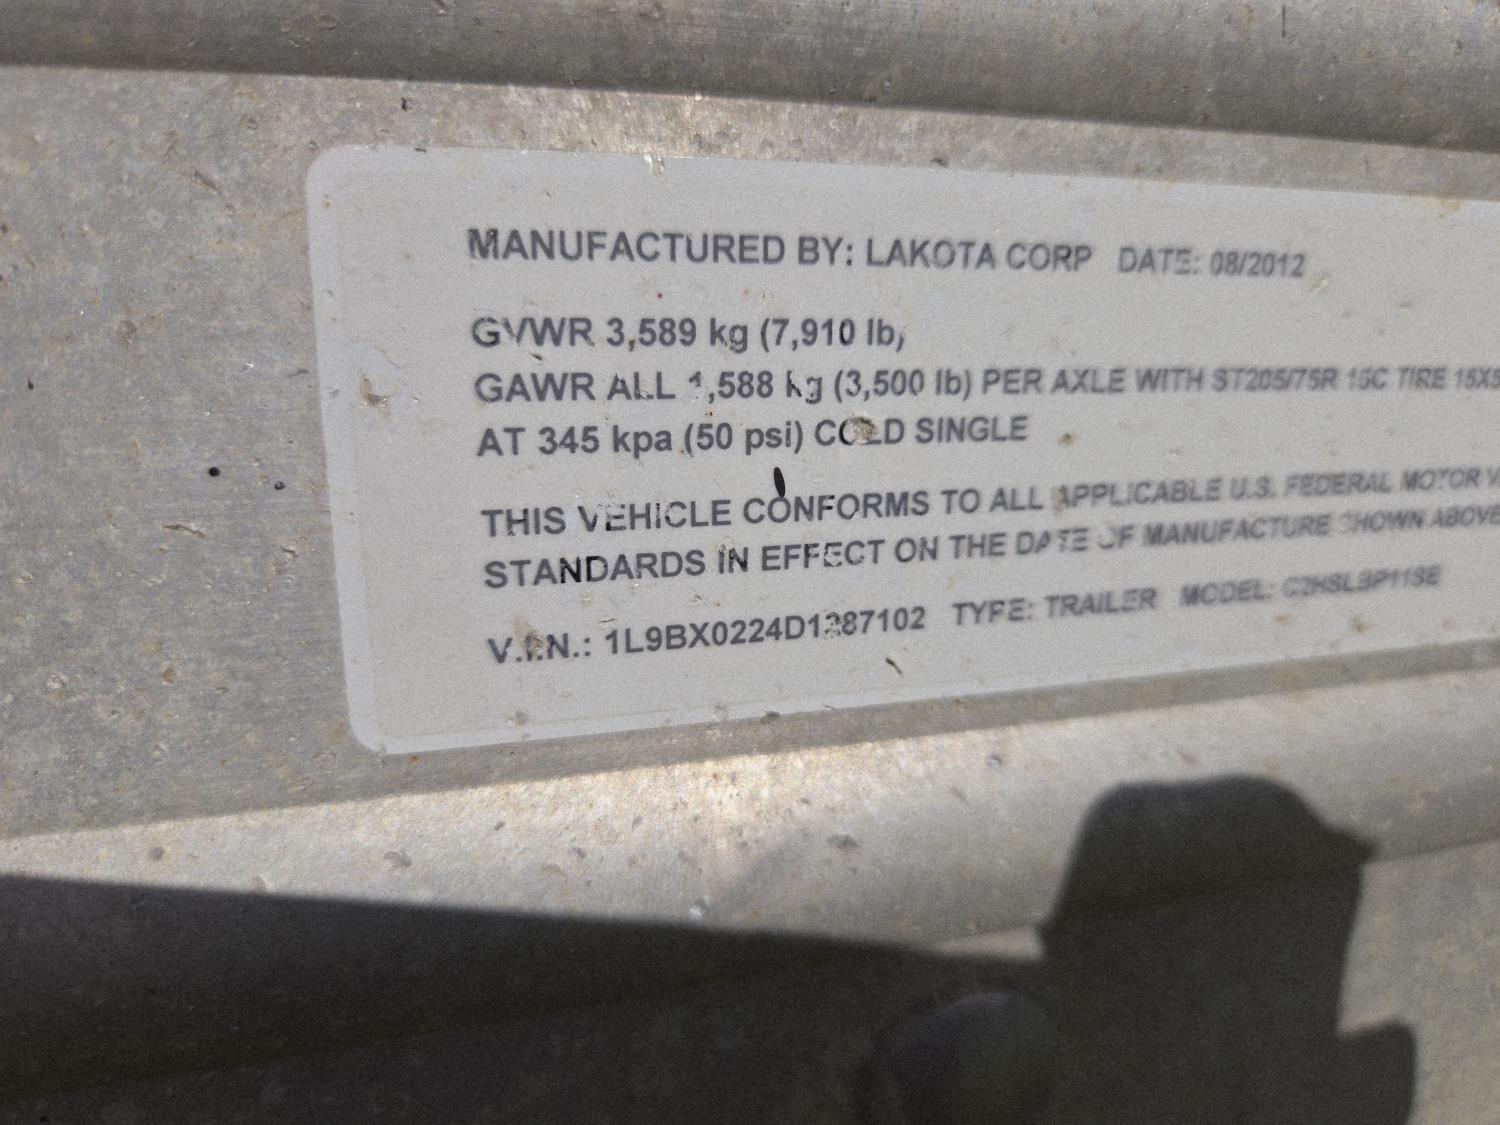 MANUFACTURED BY: LAKOTA CORP DATE: 08/2012
GVWR 3,589 kg (7,910 lb)
GAWR ALL 1,588 kg (3,500 lb) PER AXLE WITH ST205/75R 15C TIRE
AT 345 kpa (50 psi) COLD SINGLE
THIS VEHICLE CONFORMS TO ALL APPLICABLE U.S. FEDERAL MOTOR
STANDARDS IN EFFECT ON THE DATE OF MANUFACTURE SHOWN ABOVE
V.I.N.: TYPE: TRAILER MODEL: